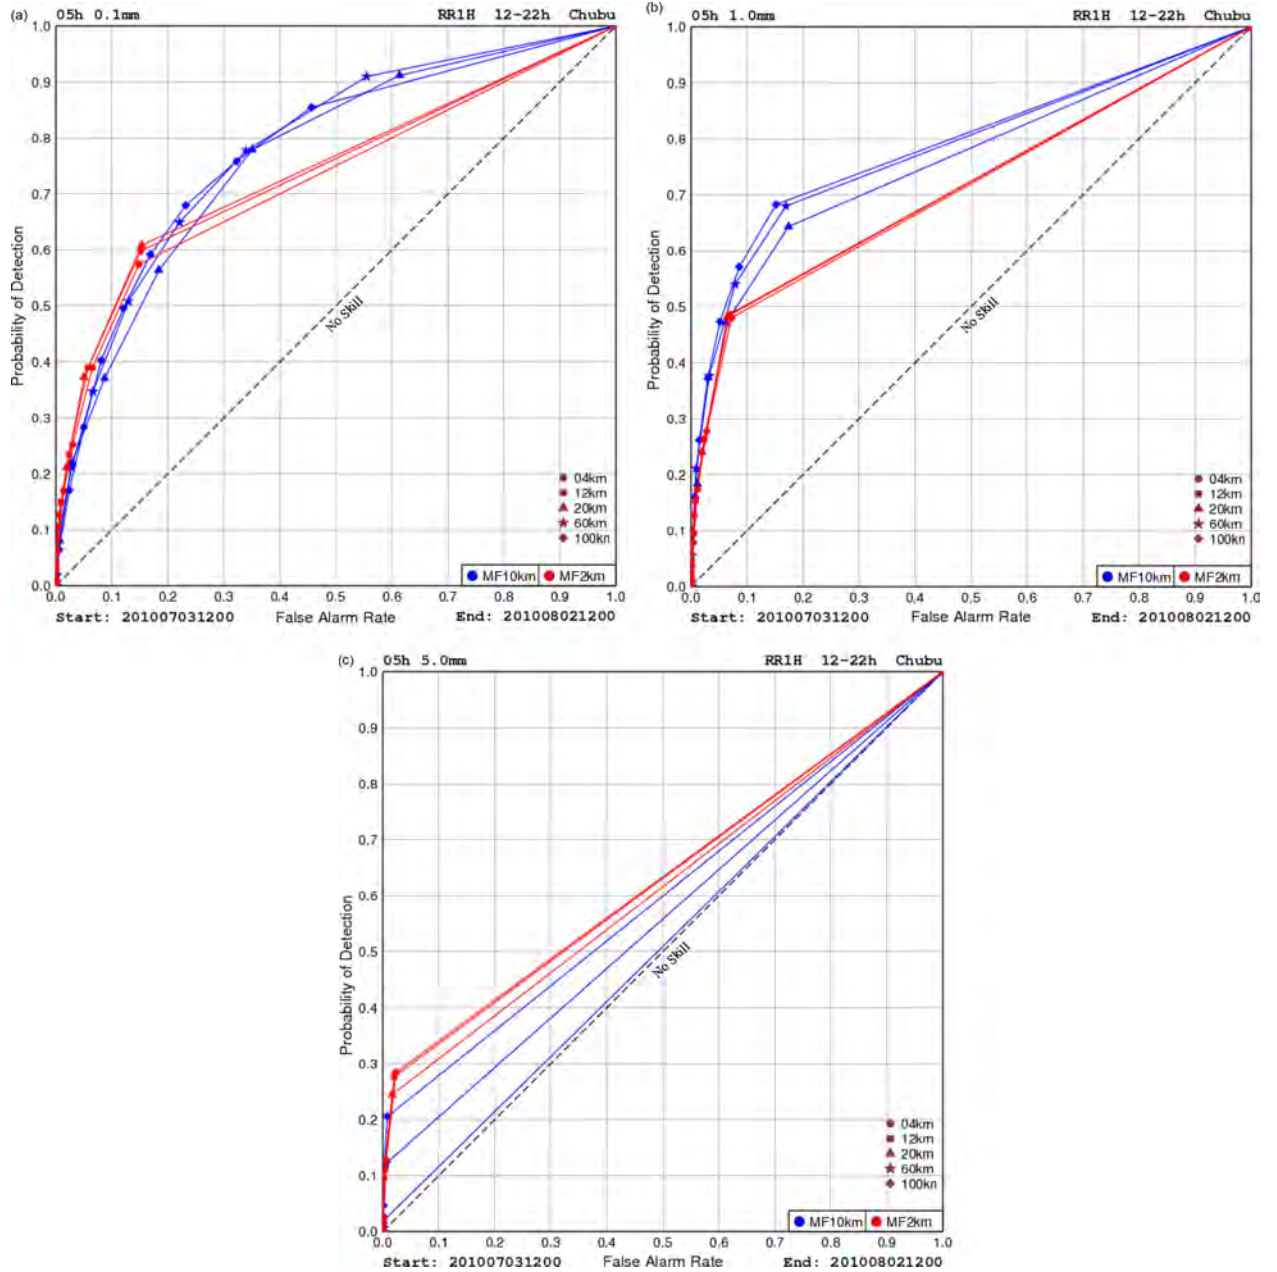 (a) 05h 0.1mm RR1H 12-22h Chubu
1.0
0.9
0.8
0.7
0.6
0.5
0.4
0.3
0.2
0.1
0.0
Probability of Detection
No Skill
04km
12km
20km
60km
100kn
MF10km MF2km
0.0 0.1 0.2 0.3 0.4 0.5 0.6 0.7 0.8 0.9 1.0
Start: 201007031200 False Alarm Rate End: 201008021200
(b) 05h 1.0mm RR1H 12-22h Chubu
1.0
0.9
0.8
0.7
0.6
0.5
0.4
0.3
0.2
0.1
0.0
Probability of Detection
No Skill
04km
12km
20km
60km
100kn
MF10km MF2km
0.0 0.1 0.2 0.3 0.4 0.5 0.6 0.7 0.8 0.9 1.0
Start: 201007031200 False Alarm Rate End: 201008021200
(c) 05h 5.0mm RR1H 12-22h Chubu
1.0
0.9
0.8
0.7
0.6
0.5
0.4
0.3
0.2
0.1
0.0
Probability of Detection
No Skill
04km
12km
20km
60km
100kn
MF10km MF2km
0.0 0.1 0.2 0.3 0.4 0.5 0.6 0.7 0.8 0.9 1.0
Start: 201007031200 False Alarm Rate End: 201008021200